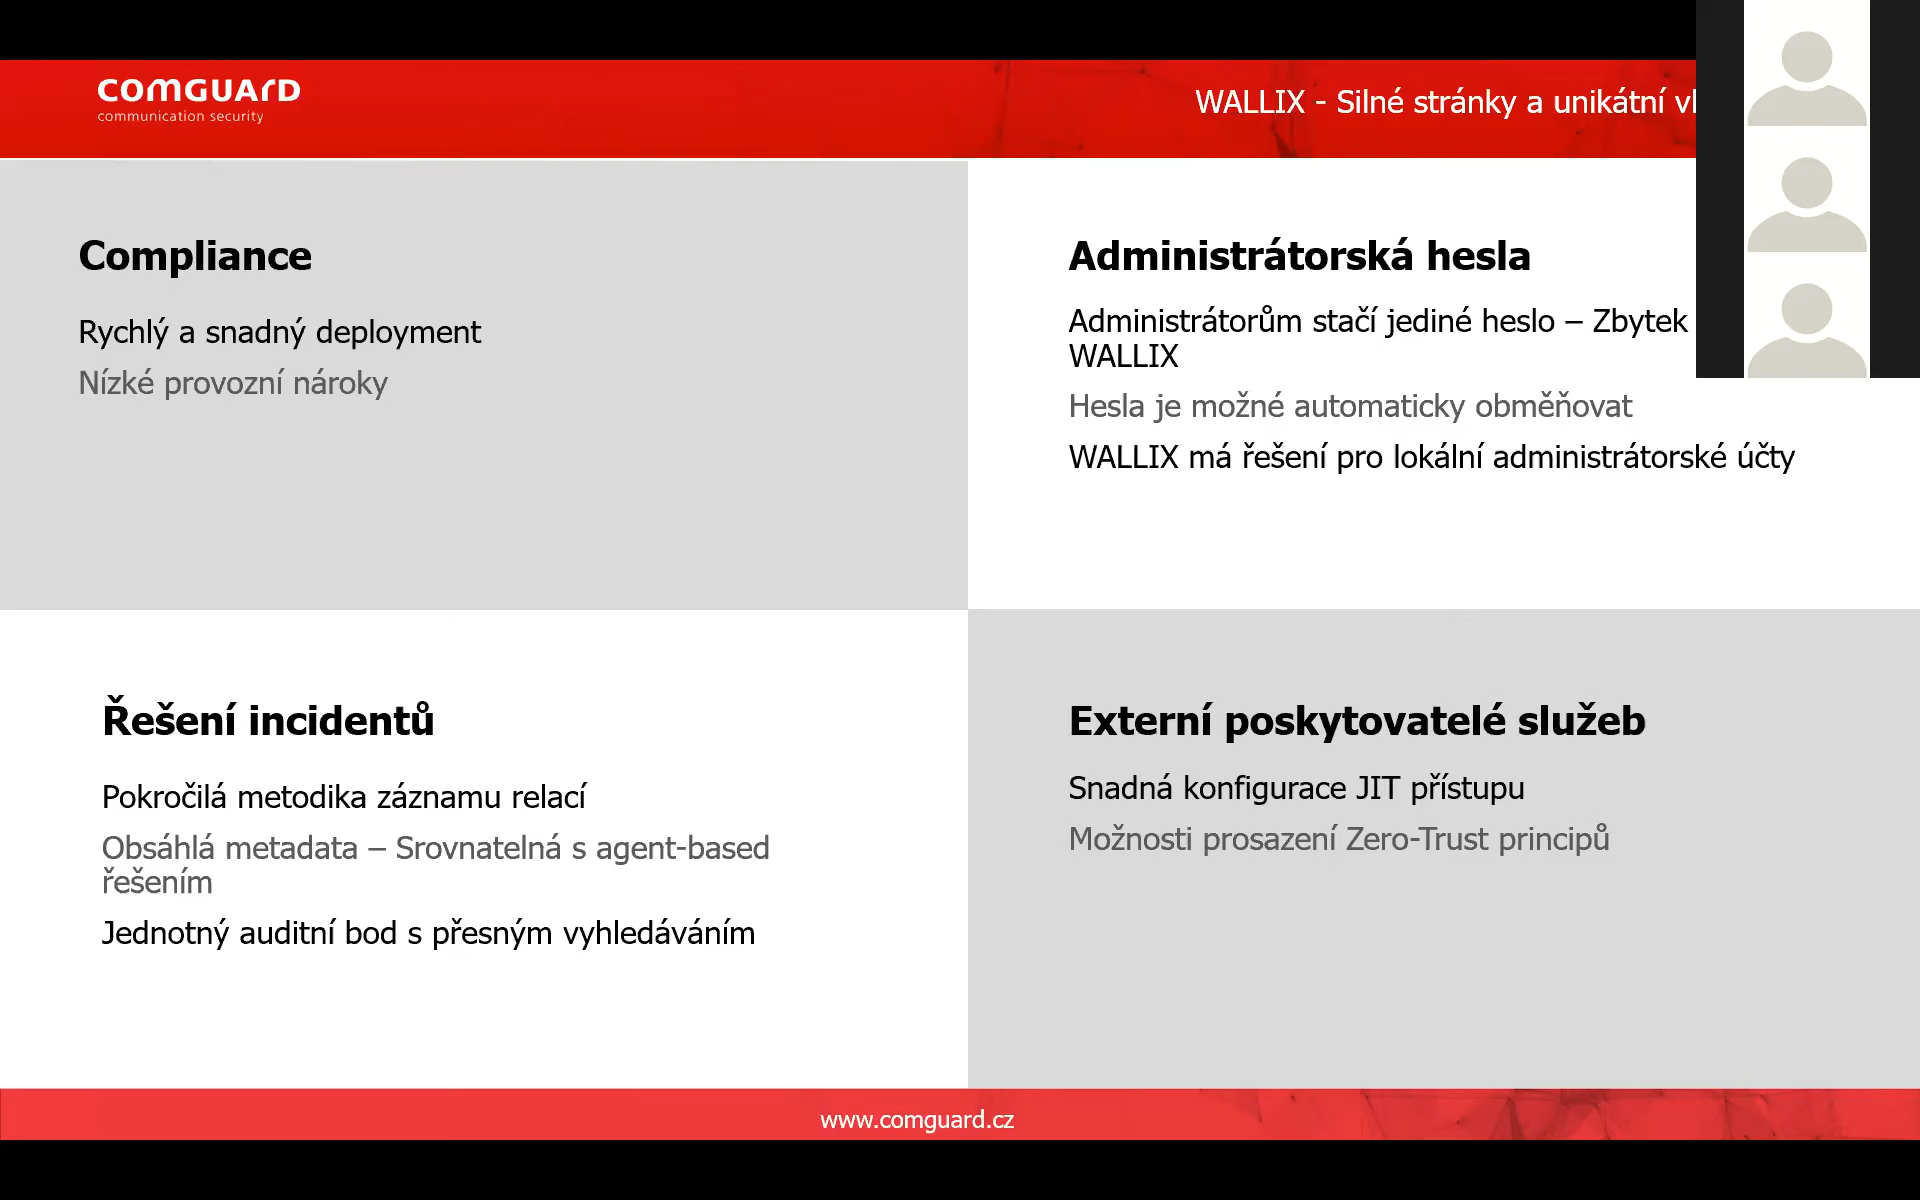 comguard
communication security
WALLIX - Silné stránky a unikátní
Compliance
Rychlý a snadný deployment
Nízké provozní nároky
Administrátorská hesla
Administrátorům stačí jediné heslo – Zbytek
WALLIX
Hesla je možné automaticky obměňovat
WALLIX má řešení pro lokální administrátorské účty
Řešení incidentů
Pokročilá metodika záznamu relací
Obsáhlá metadata – Srovnatelná s agent-based
řešením
Jednotný auditní bod s přesným vyhledáváním
Externí poskytovatelé služeb
Snadná konfigurace JIT přístupu
Možnosti prosazení Zero-Trust principů
www.comguard.cz